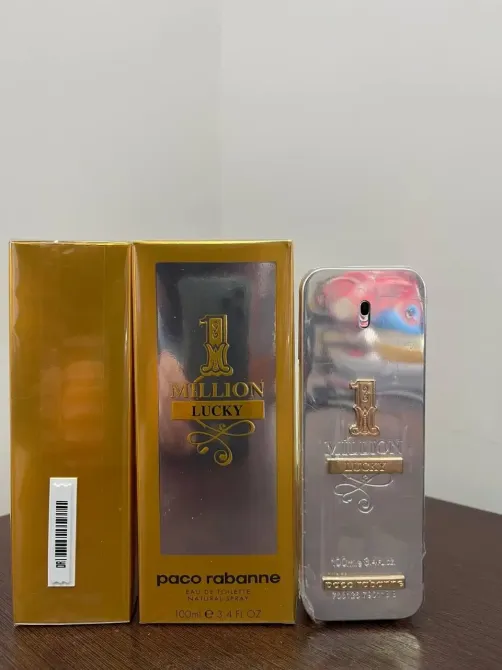 1
MILLION
LUCKY
paco rabanne
EAU DE TOILETTE
NATURAL SPRAY
100ml e 3.4 FL OZ
1
MILLION
LUCKY
100ml e 3.4 fl.oz.
paco rabanne